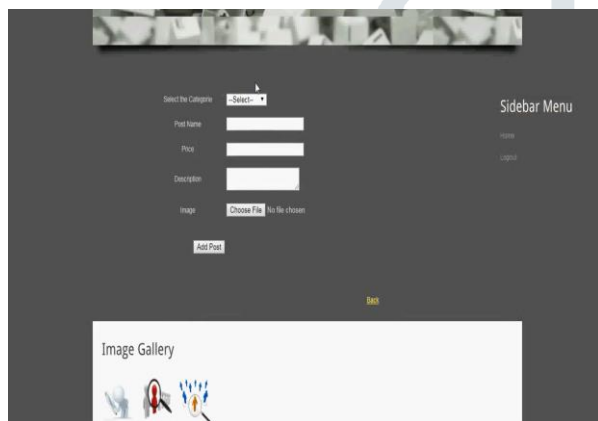 Select the Categorie
--Select--
Post Name
Price
Description
Image
Choose File No file chosen
Add Post
Back
Sidebar Menu
Home
Logout
Image Gallery